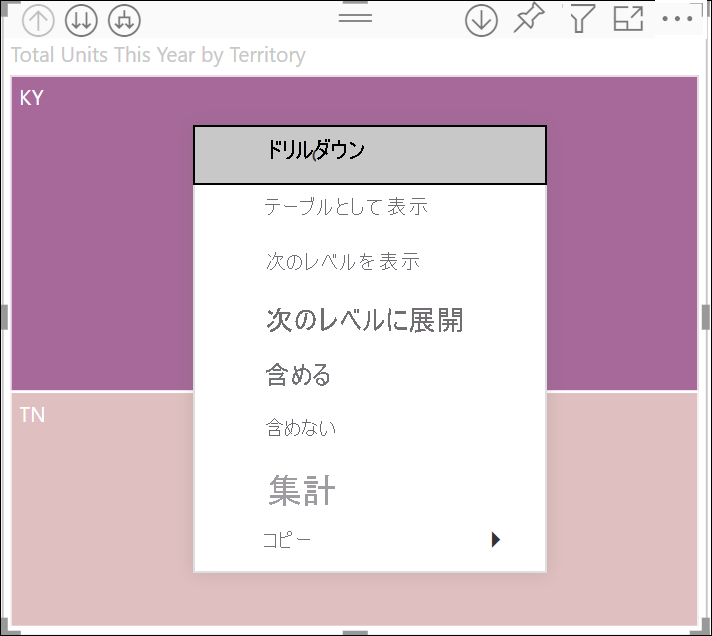 Total Units This Year by Territory
KY
ドリルダウン
テーブルとして表示
次のレベルを表示
次のレベルに展開
含める
TN
含めない
集計
コピー